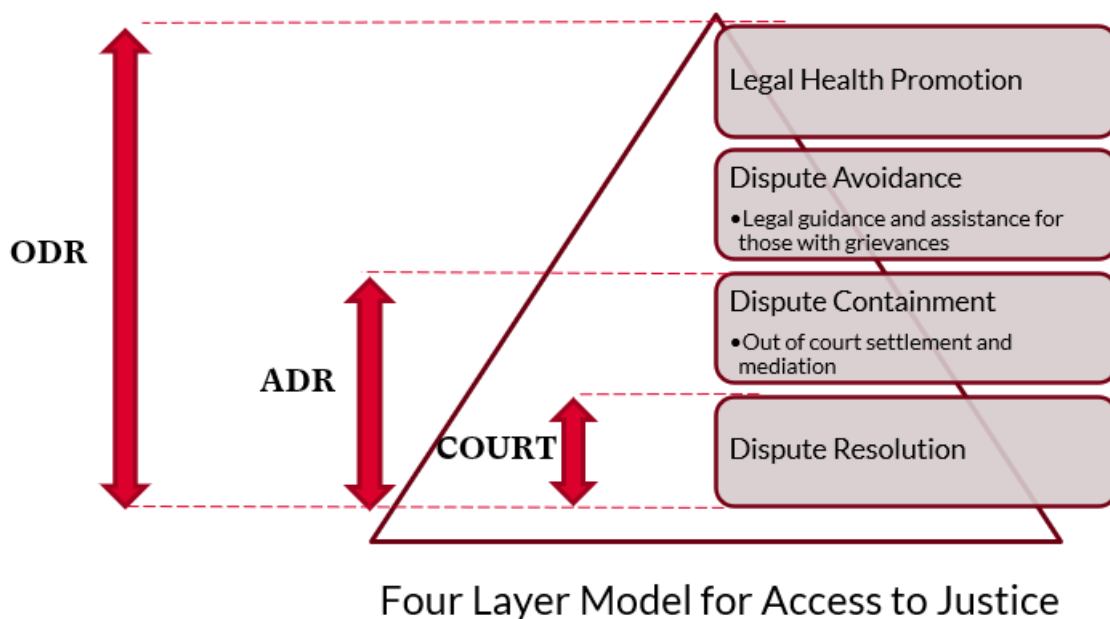 Legal Health Promotion
Dispute Avoidance
•Legal guidance and assistance for
those with grievances
ODR
Dispute Containment
•Out of court settlement and
mediation
ADR
COURT
Dispute Resolution
Four Layer Model for Access to Justice